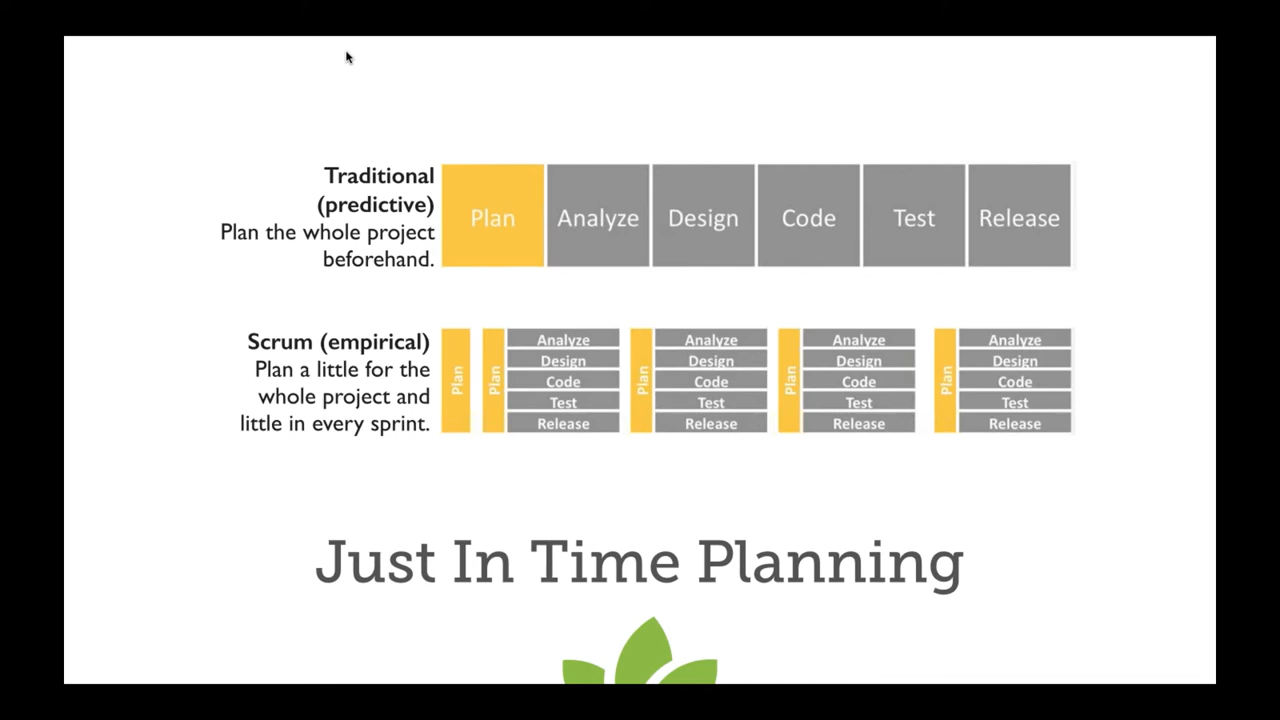 Traditional
(predictive)
Plan the whole project
beforehand.
Plan Analyze Design Code Test Release
Scrum (empirical)
Plan a little for the
whole project and
little in every sprint.
Plan
Plan
Analyze
Design
Code
Test
Release
Plan
Analyze
Design
Code
Test
Release
Plan
Analyze
Design
Code
Test
Release
Plan
Analyze
Design
Code
Test
Release
Just In Time Planning